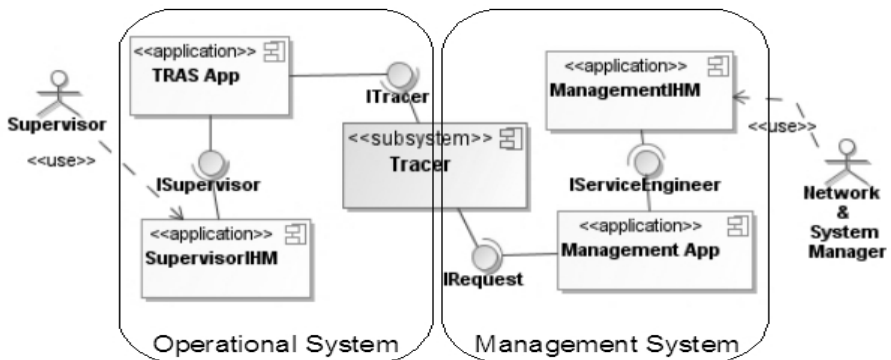 <<application>>
TRAS App
ITracer
<<application>>
ManagementIHM
Supervisor
<<use>>
<<subsystem>>
Tracer
<<use>>
ISupervisor
IServiceEngineer
Network
&
System
Manager
<<application>>
SupervisorIHM
<<application>>
Management App
IRequest
Operational System
Management System